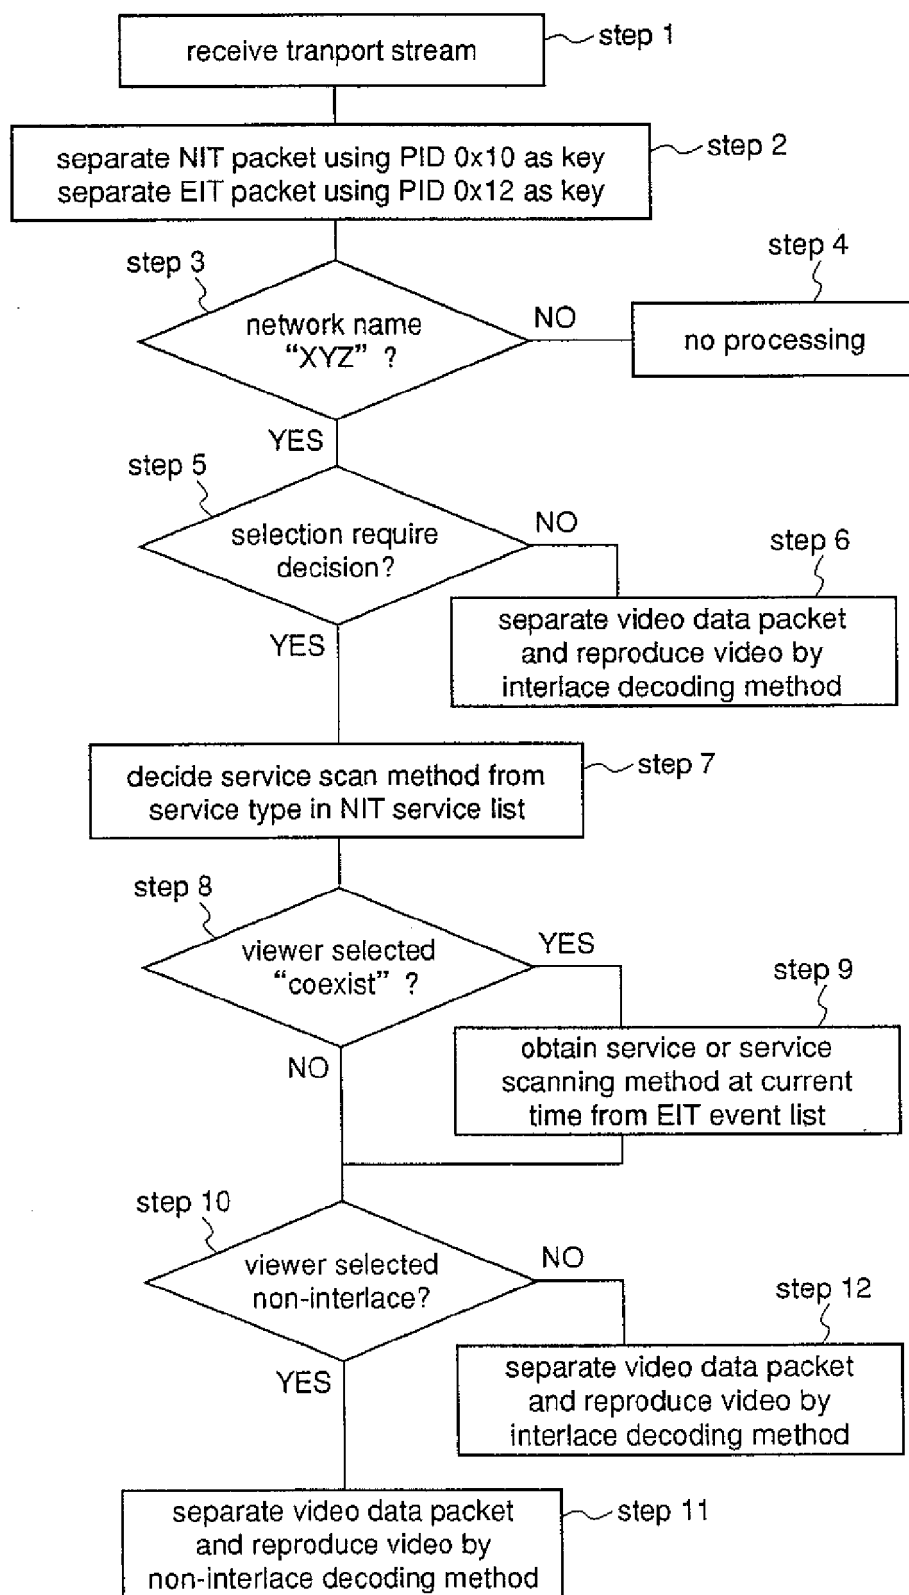 receive tranport stream
step 1
separate NIT packet using PID 0x10 as key
separate EIT packet using PID 0x12 as key
step 2
step 3
network name
“XYZ” ?
NO
step 4
no processing
YES
step 5
selection require
decision?
NO
step 6
separate video data packet
and reproduce video by
interlace decoding method
YES
decide service scan method from
service type in NIT service list
step 7
step 8
viewer selected
“coexist” ?
YES
step 9
obtain service or service
scanning method at current
time from EIT event list
NO
step 10
viewer selected
non-interlace?
NO
step 12
separate video data packet
and reproduce video by
interlace decoding method
YES
separate video data packet
and reproduce video by
non-interlace decoding method
step 11